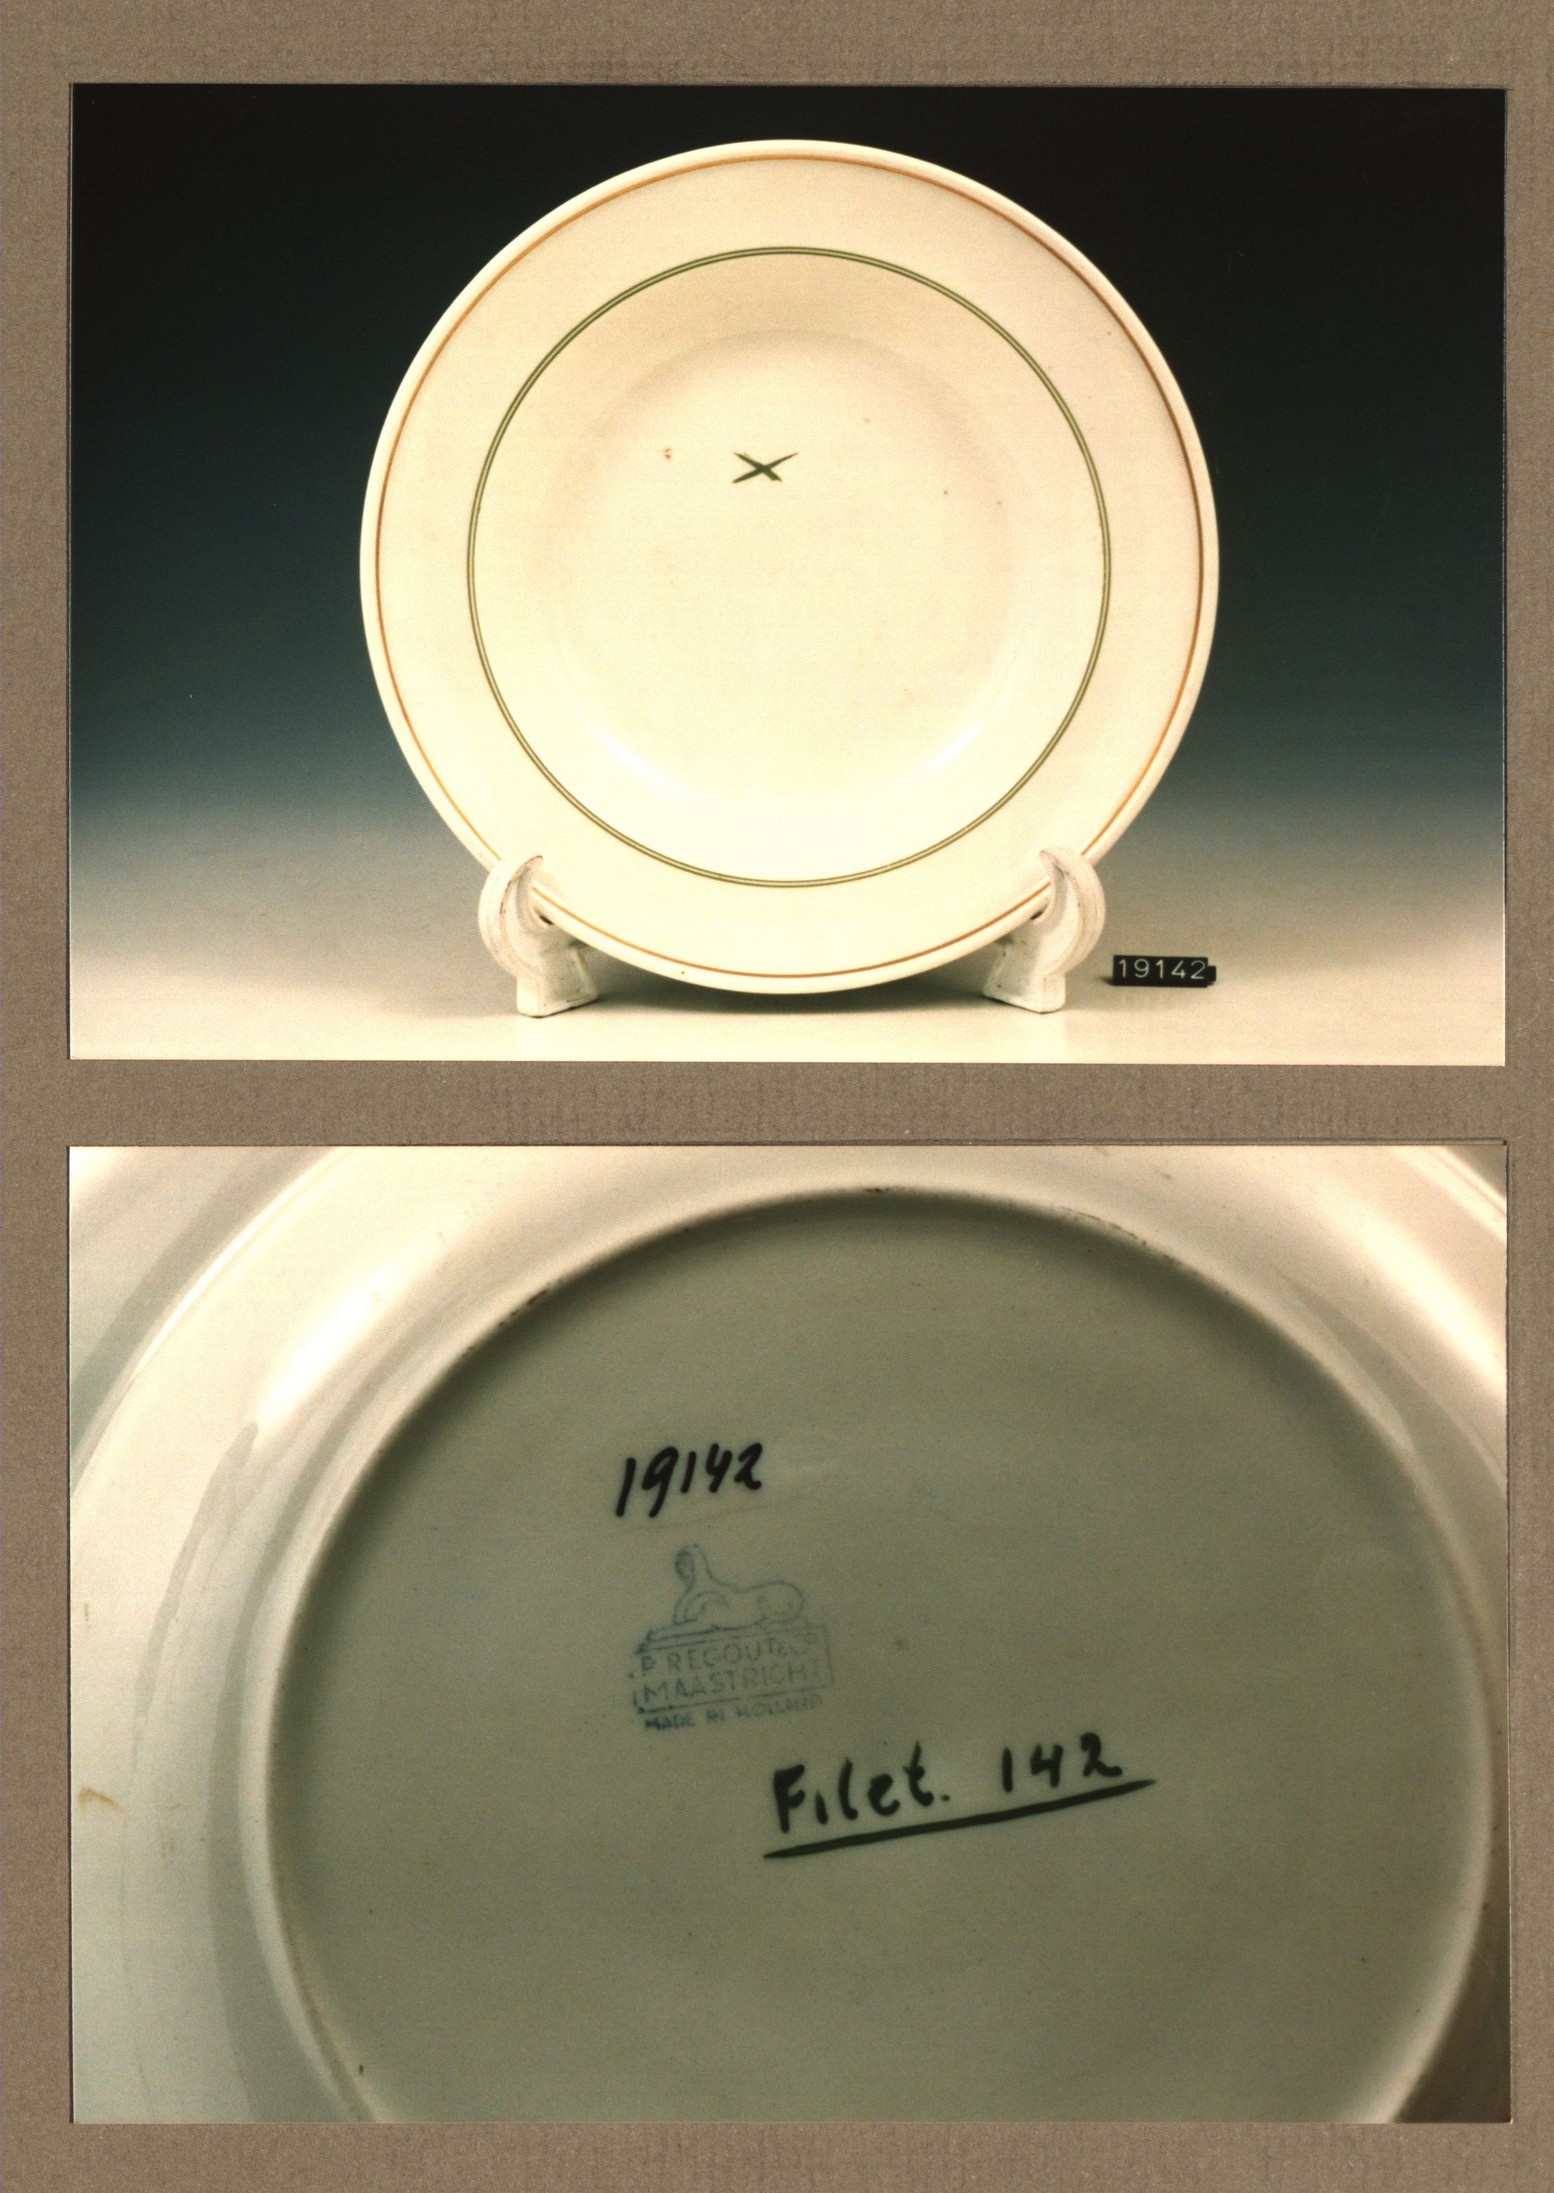 19142
19142
P. REGOUT & Co
MAASTRICHT
MADE IN HOLLAND
Filet. 142